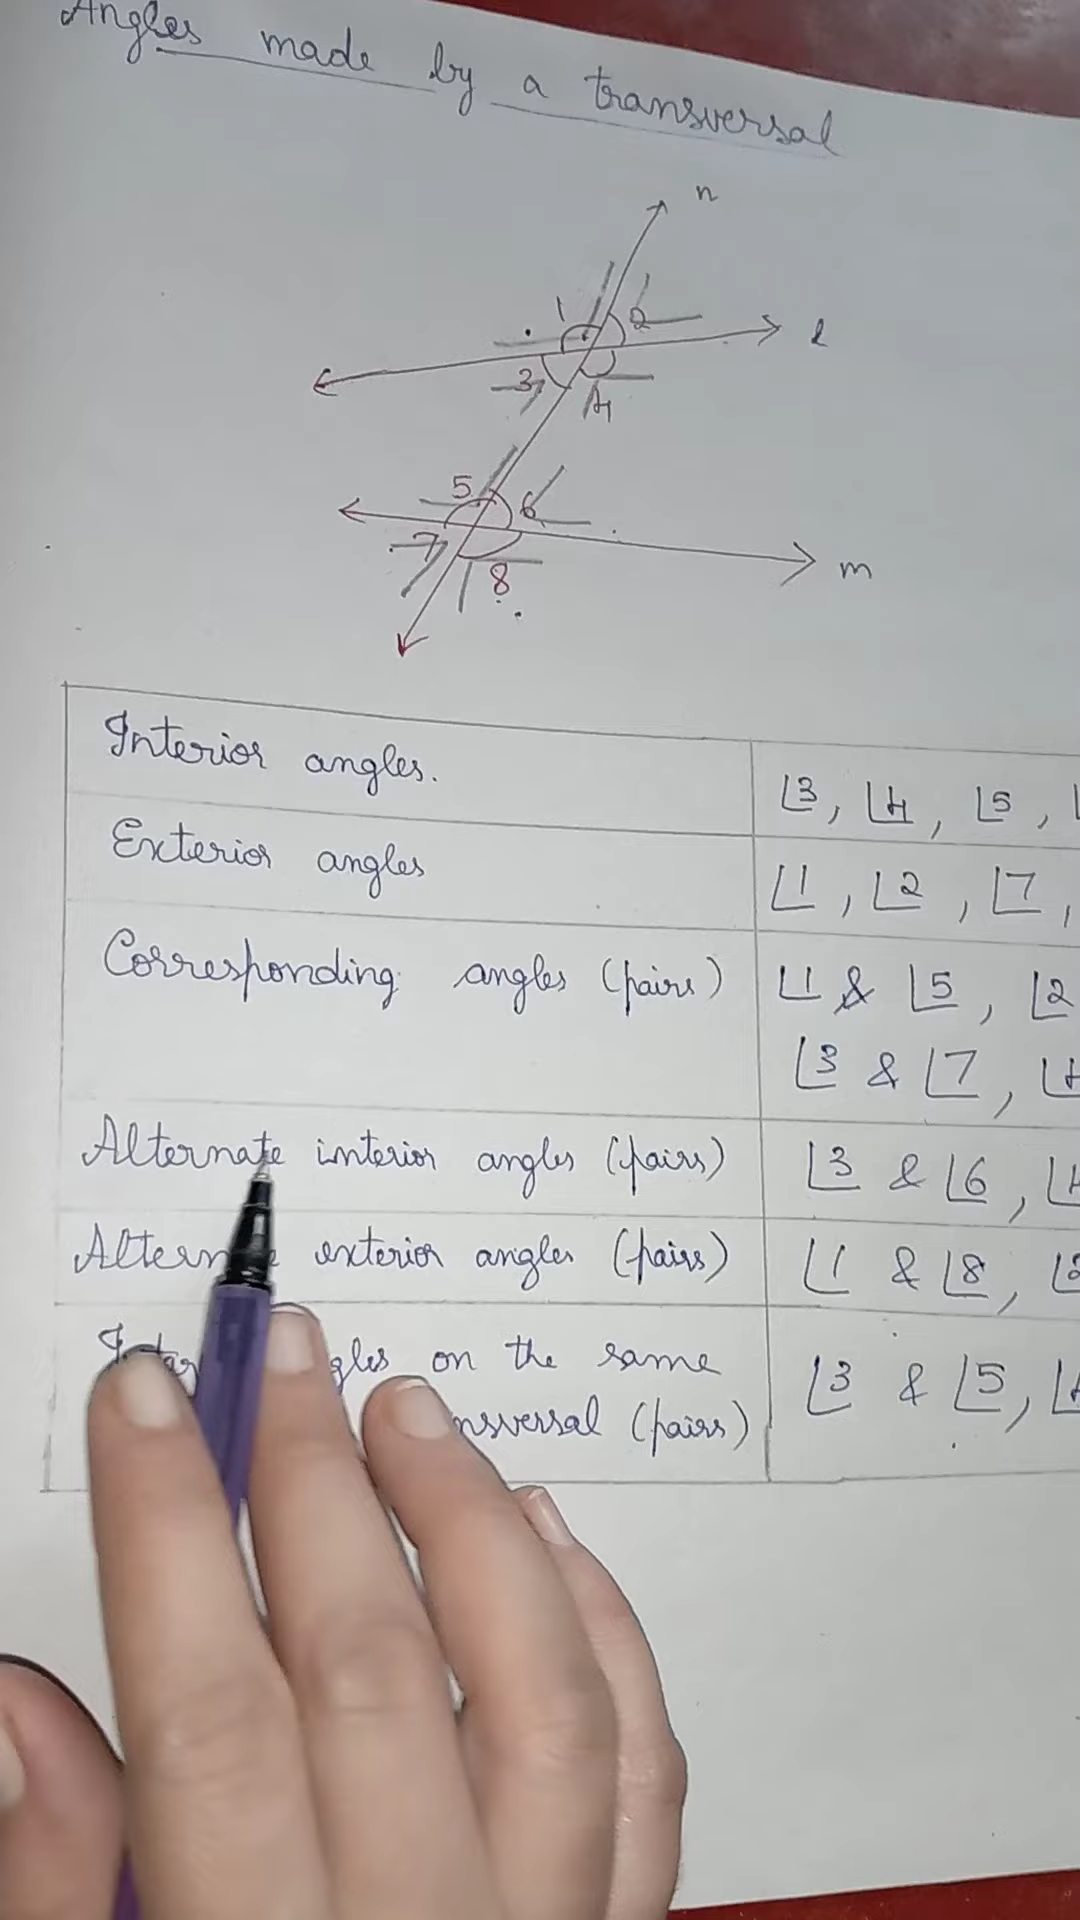 Angles made by a transversal
n
1 2
l
3 4
5 6
7 8
m
Interior angles. ∠3, ∠4, ∠5,
Exterior angles ∠1, ∠2, ∠7,
Corresponding angles (pairs) ∠1 & ∠5, ∠2
∠3 & ∠7,
Alternate interior angles (pairs) ∠3 & ∠6,
exterior angles (pairs) ∠1 & ∠8,
on the same ∠3 & ∠5,
(pairs)